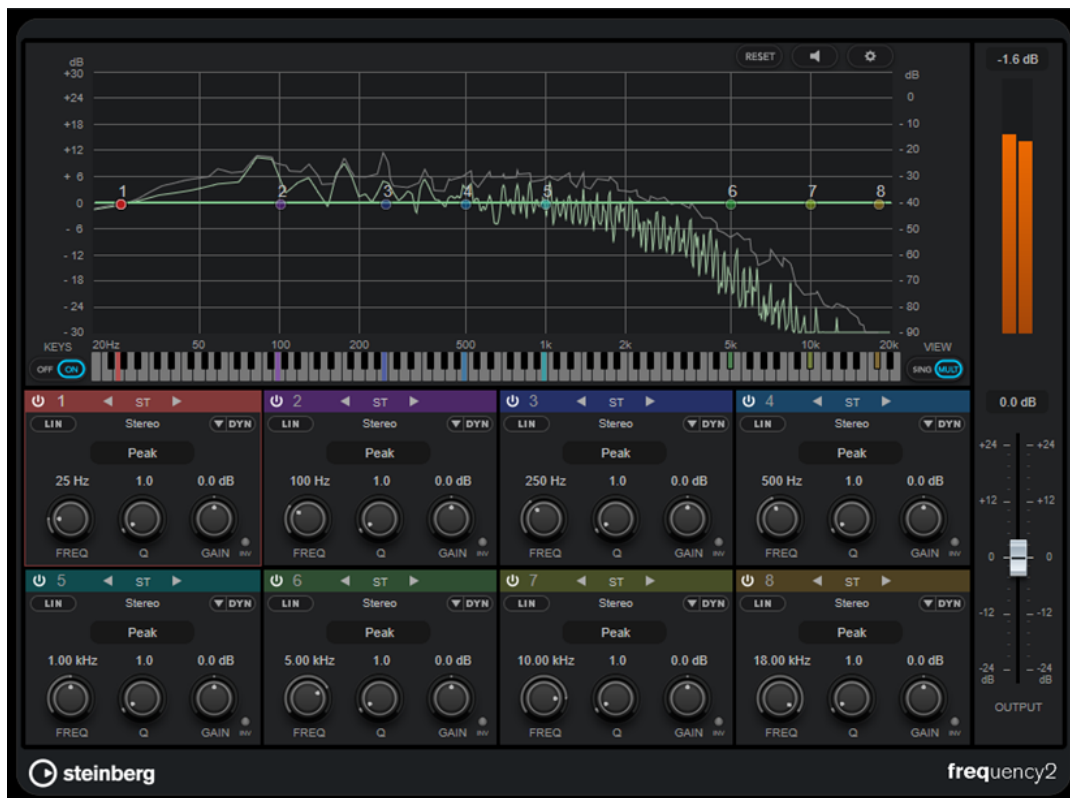 RESET
-1.6 dB
dB
+30
+24
+18
+12
+ 6
0
- 6
- 12
- 18
- 24
- 30
dB
0
- 10
- 20
- 30
- 40
- 50
- 60
- 70
- 80
- 90
1 2 3 4 5 6 7 8
20Hz 50 100 200 500 1k 2k 5k 10k 20k
KEYS
OFF ON
VIEW
SING MULT
1 ST
LIN Stereo DYN
Peak
25 Hz 1.0 0.0 dB
FREQ Q GAIN INV
2 ST
LIN Stereo DYN
Peak
100 Hz 1.0 0.0 dB
FREQ Q GAIN INV
3 ST
LIN Stereo DYN
Peak
250 Hz 1.0 0.0 dB
FREQ Q GAIN INV
4 ST
LIN Stereo DYN
Peak
500 Hz 1.0 0.0 dB
FREQ Q GAIN INV
5 ST
LIN Stereo DYN
Peak
1.00 kHz 1.0 0.0 dB
FREQ Q GAIN INV
6 ST
LIN Stereo DYN
Peak
5.00 kHz 1.0 0.0 dB
FREQ Q GAIN INV
7 ST
LIN Stereo DYN
Peak
10.00 kHz 1.0 0.0 dB
FREQ Q GAIN INV
8 ST
LIN Stereo DYN
Peak
18.00 kHz 1.0 0.0 dB
FREQ Q GAIN INV
0.0 dB
+24 +24
+12 +12
0 0
-12 -12
-24 -24
dB dB
OUTPUT
steinberg
frequency2